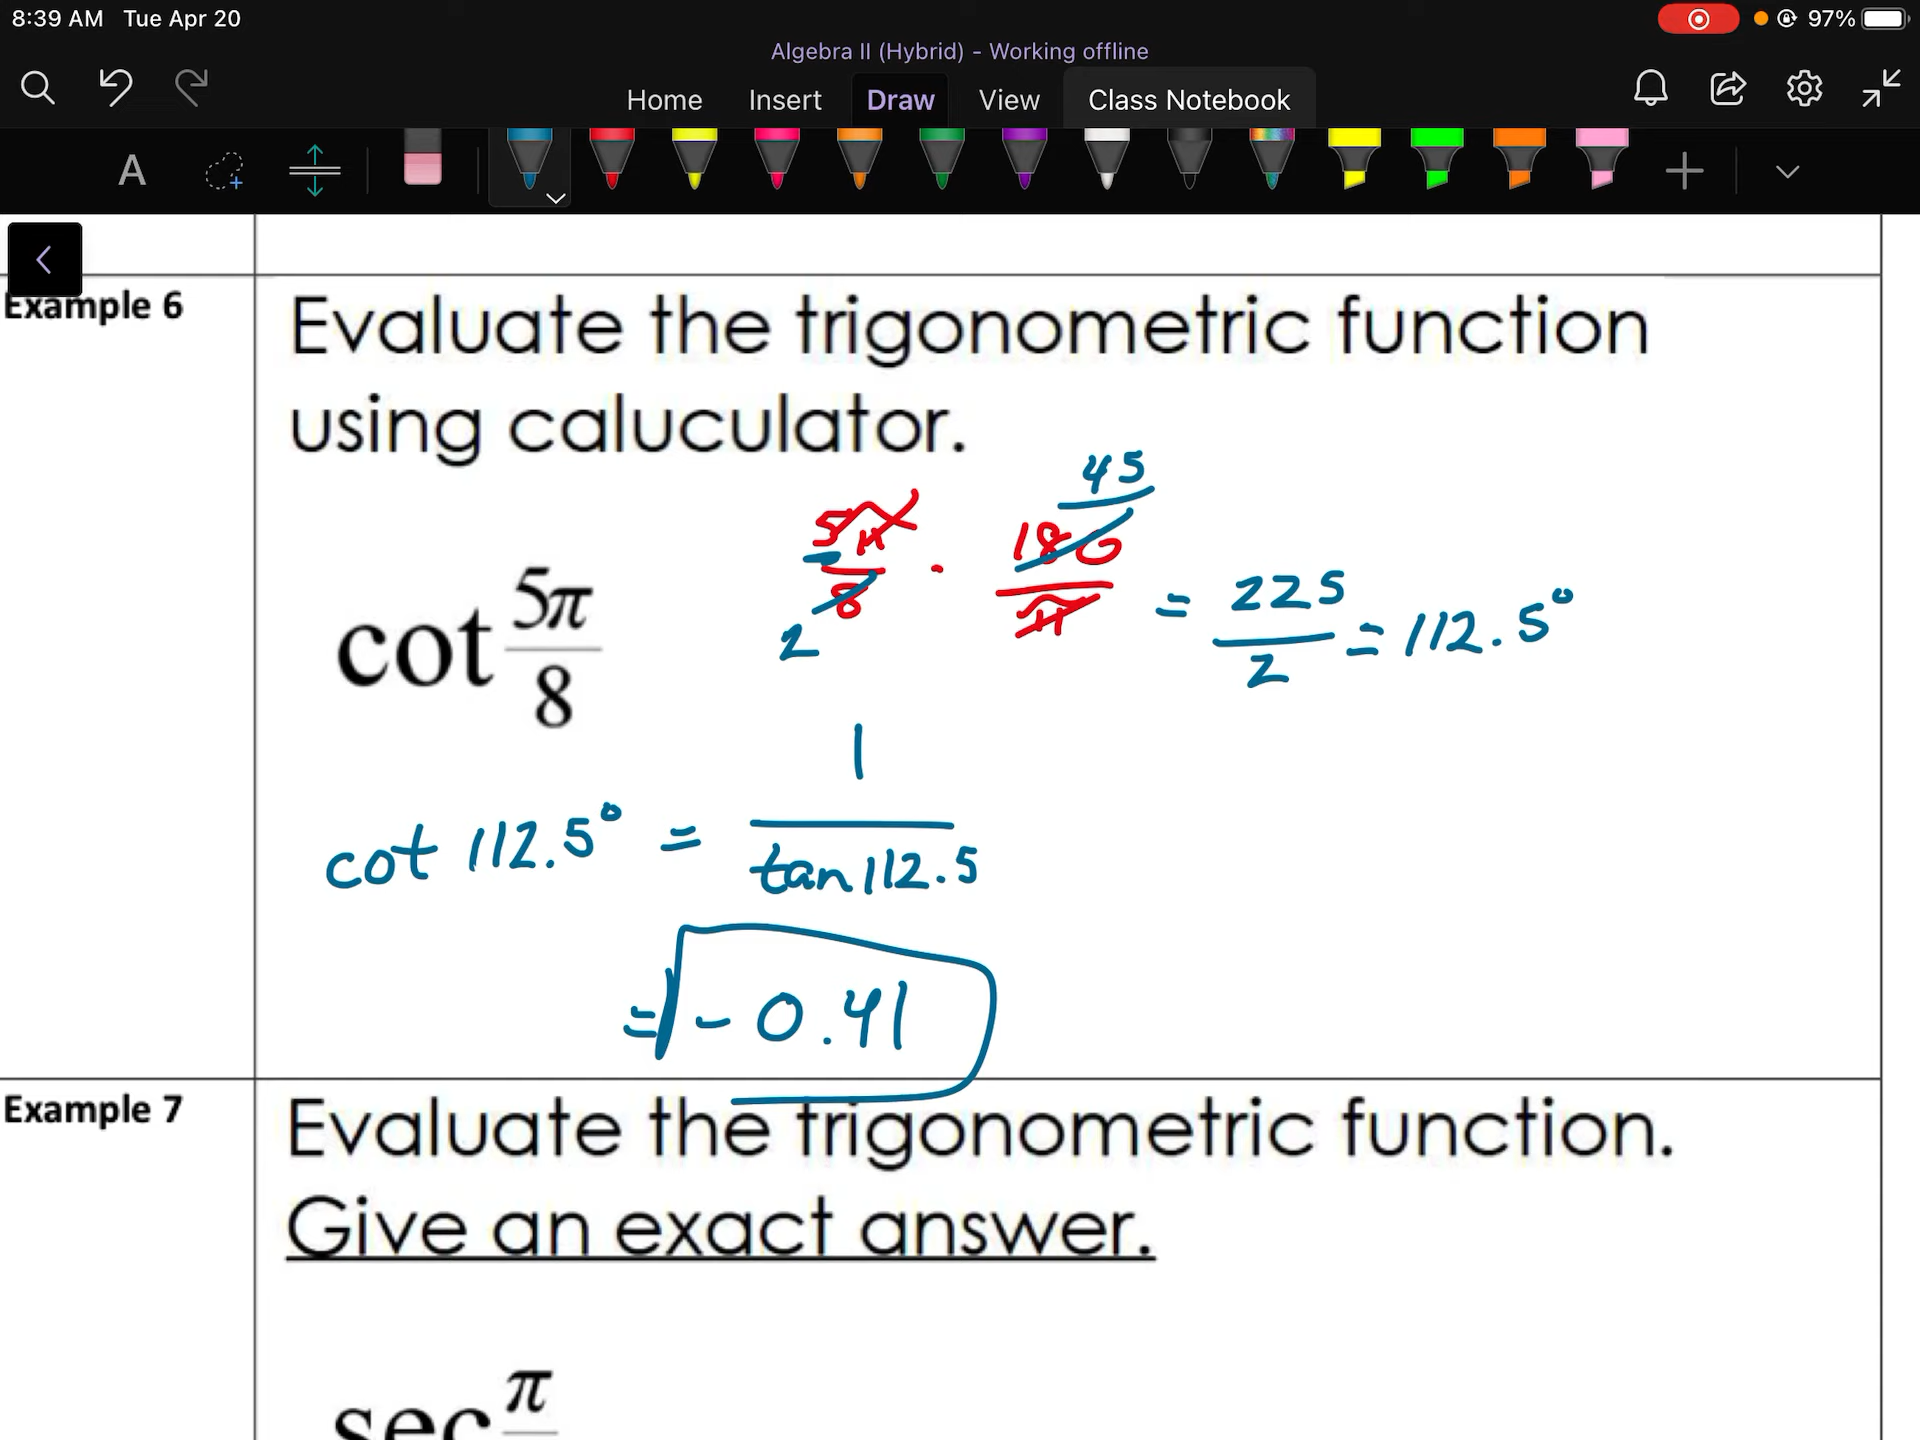 8:39 AM Tue Apr 20
97%
Algebra II (Hybrid) - Working offline
Home Insert Draw View Class Notebook
A
Example 6
Evaluate the trigonometric function
using caluculator.
cot 5π/8
5π/8 · 180/π = 225/2 = 112.5°
45
2
cot 112.5° = 1/tan 112.5
= - 0.41
Example 7
Evaluate the trigonometric function.
Give an exact answer.
sec π